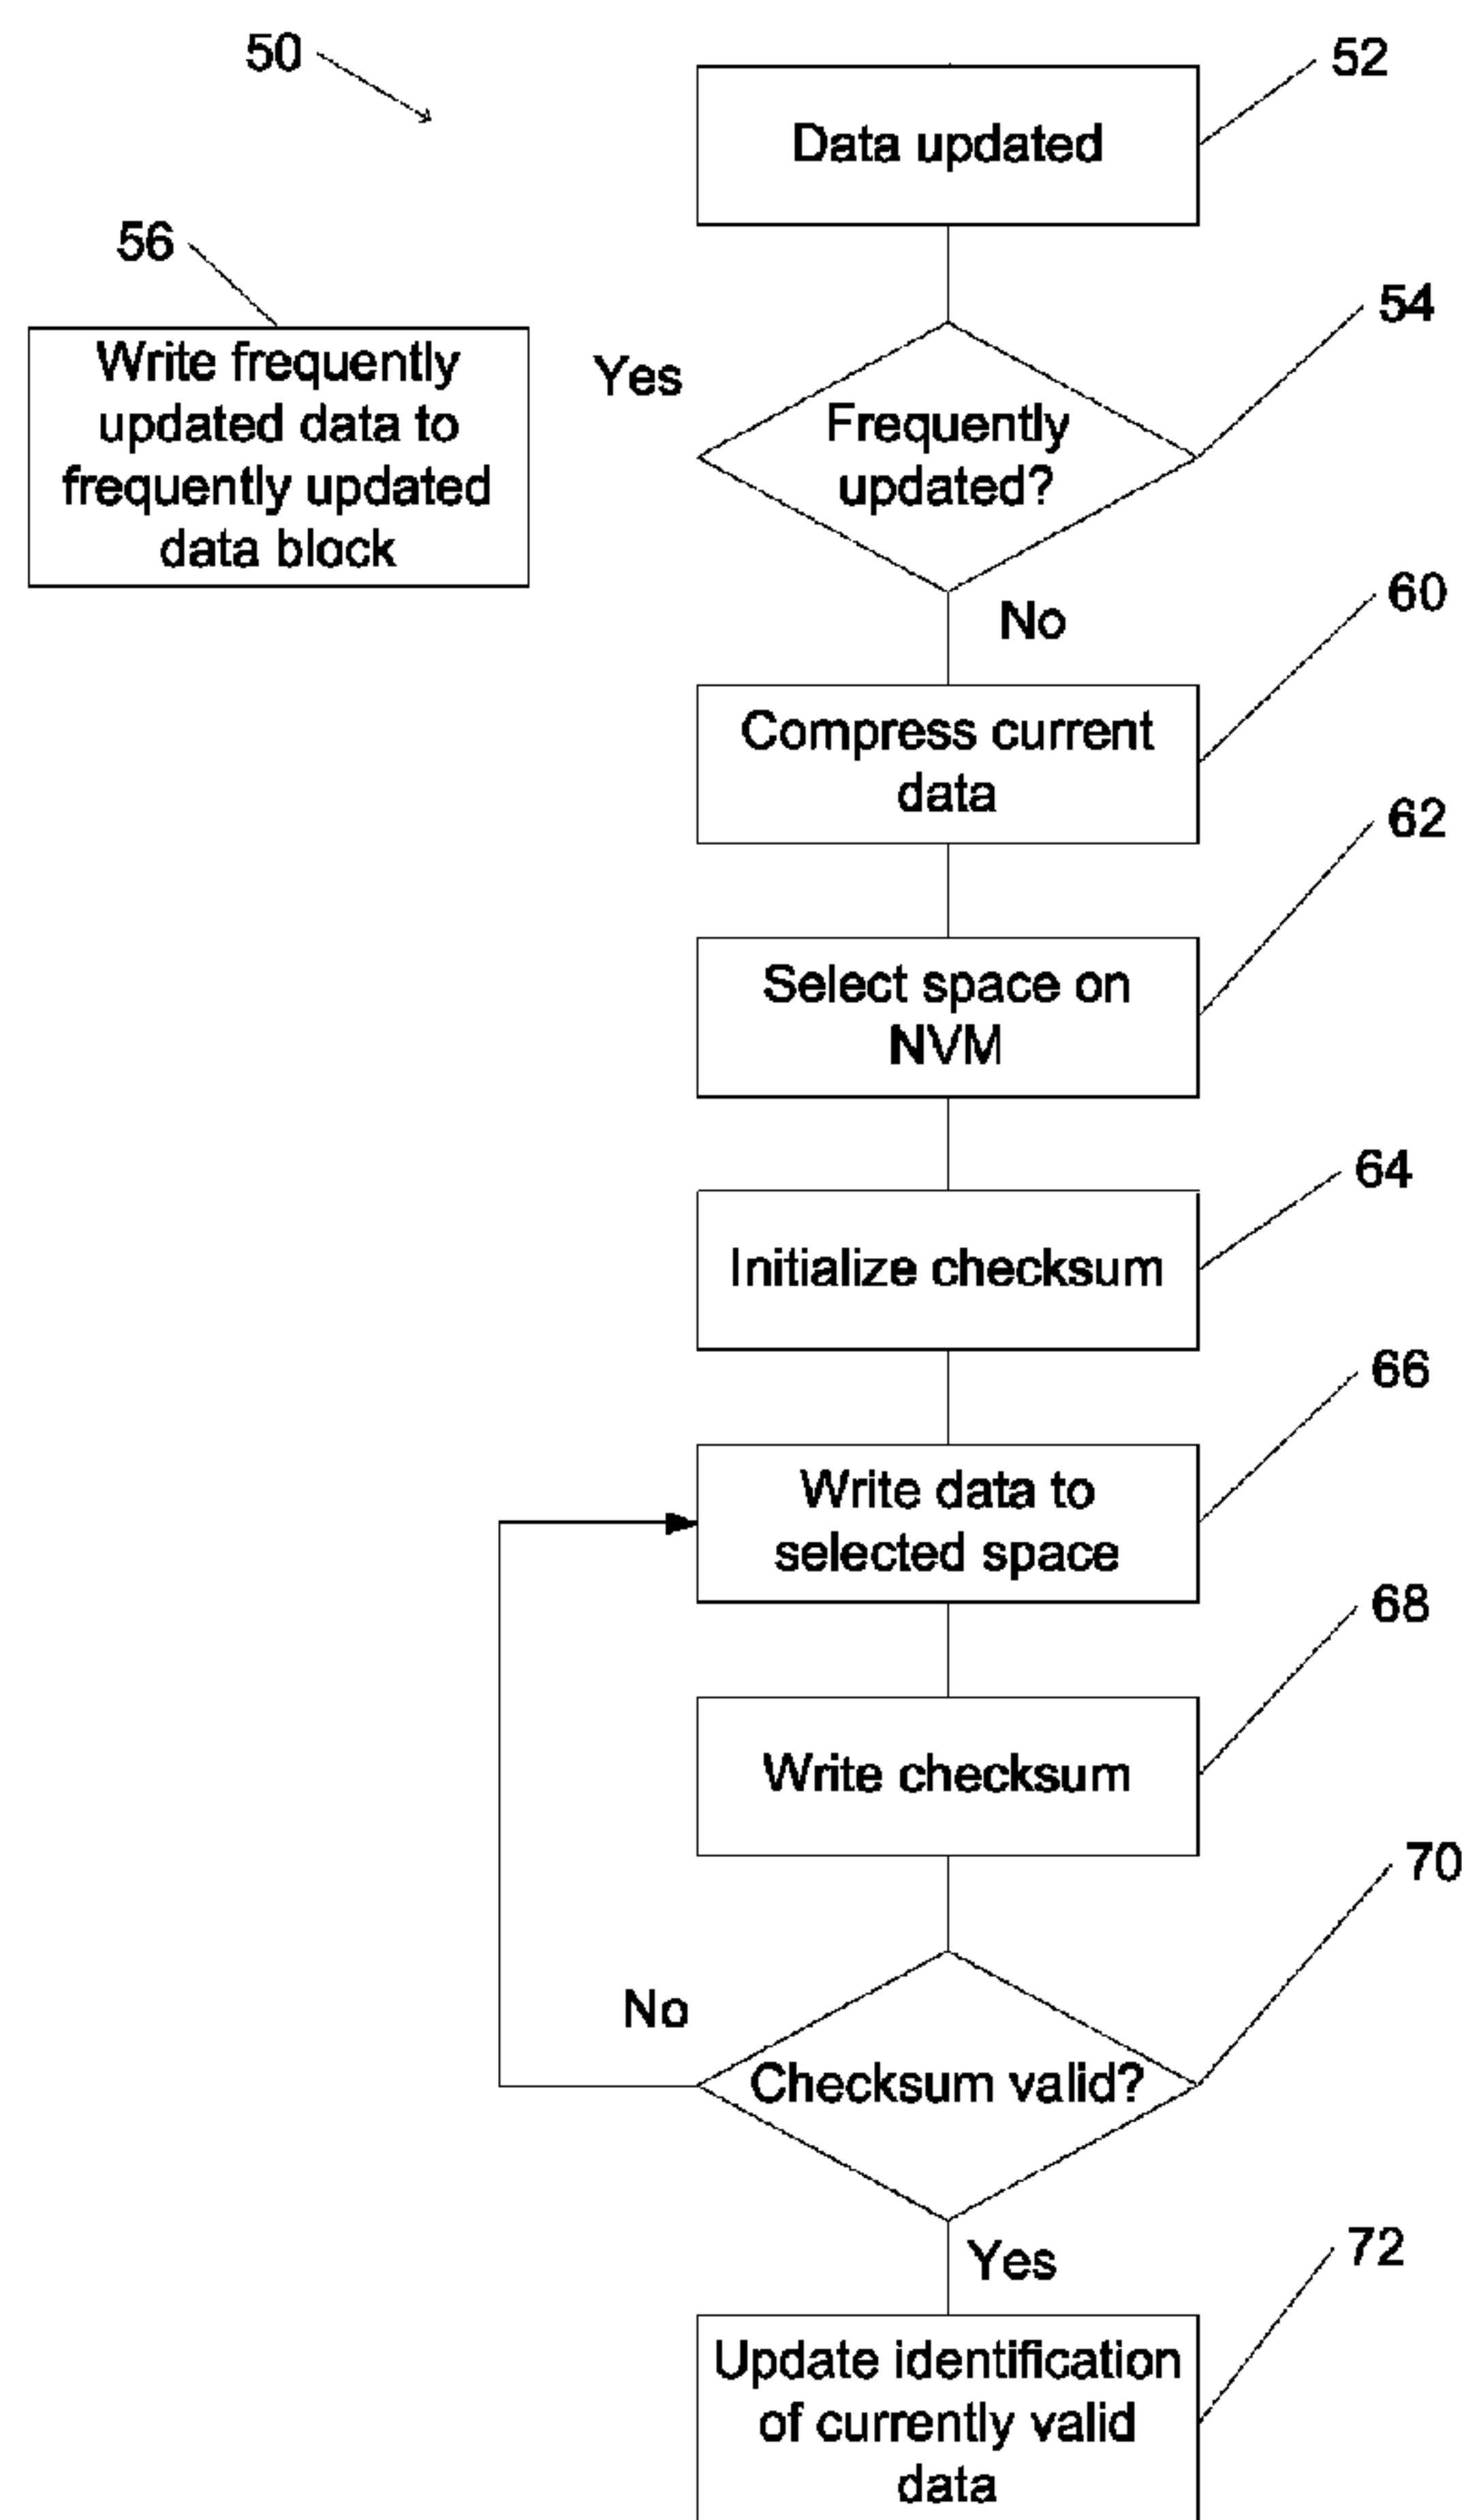 50
52
Data updated
56
54
Write frequently
updated data to
frequently updated
data block
Yes
Frequently
updated?
No
60
Compress current
data
62
Select space on
NVM
64
Initialize checksum
66
Write data to
selected space
68
Write checksum
70
No
Checksum valid?
Yes
72
Update identification
of currently valid
data